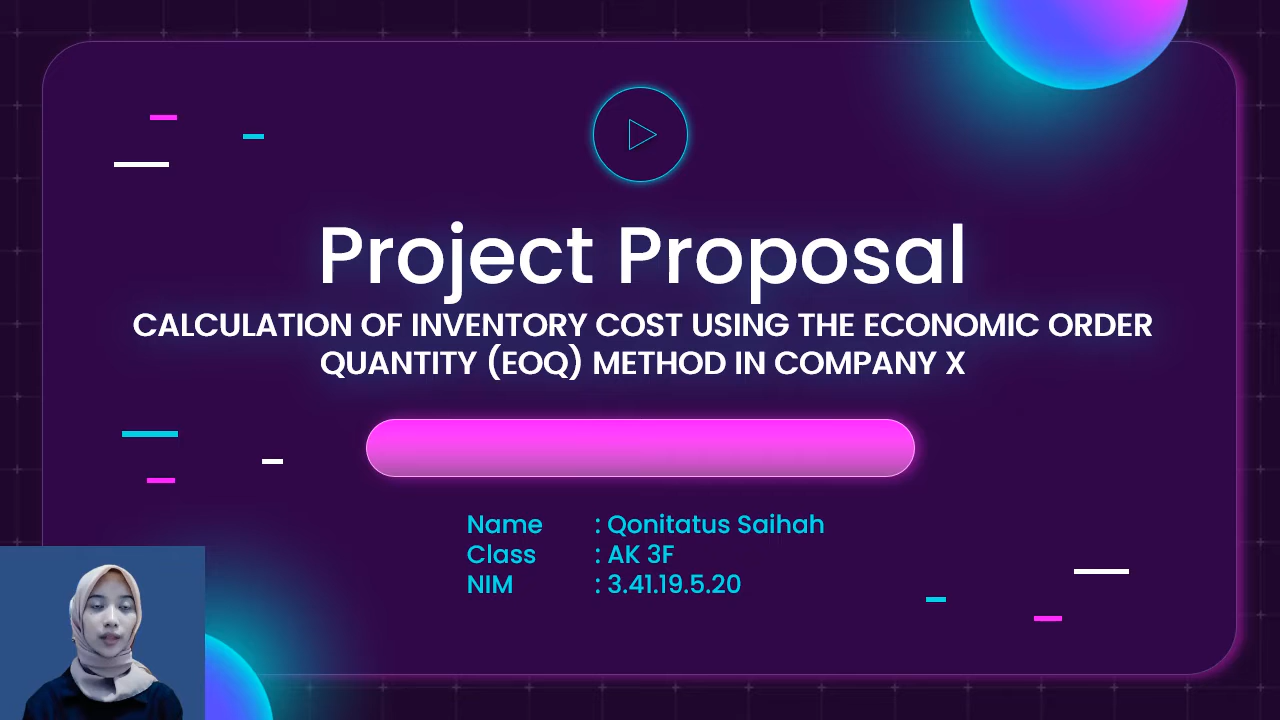 Project Proposal
CALCULATION OF INVENTORY COST USING THE ECONOMIC ORDER
QUANTITY (EOQ) METHOD IN COMPANY X
Name : Qonitatus Saihah
Class : AK 3F
NIM : 3.41.19.5.20